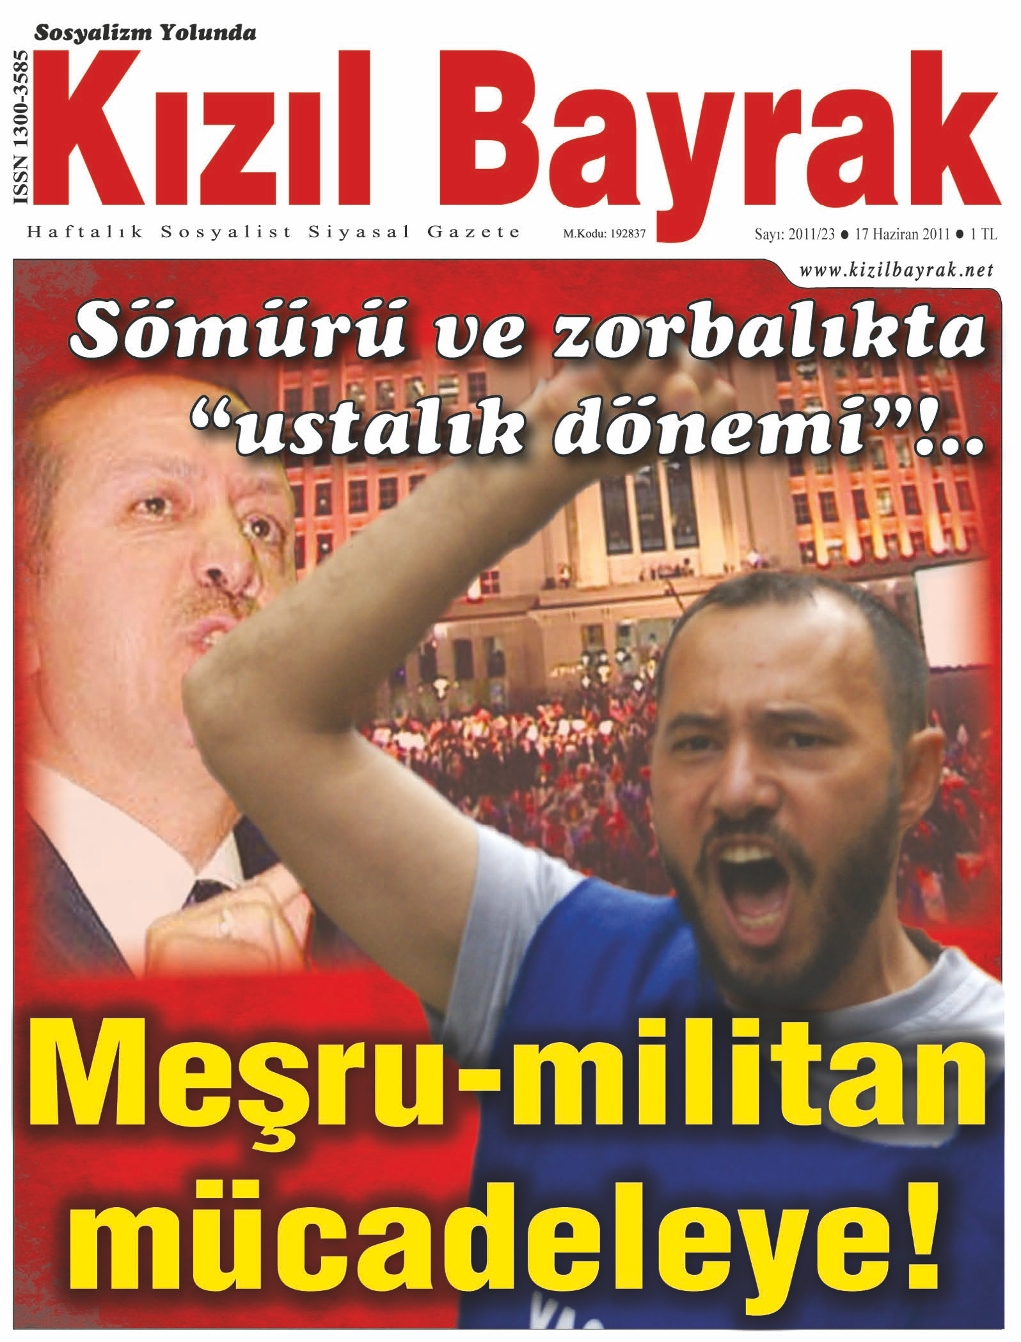 Sosyalizm Yolunda
ISSN 1300-3585
Kızıl Bayrak
Haftalık Sosyalist Siyasal Gazete M.Kodu: 192837 Sayı: 2011/23 ● 17 Haziran 2011 ● 1 TL
www.kizilbayrak.net
Sömürü ve zorbalıkta
“ustalık dönemi”!..
Meşru-militan
mücadeleye!